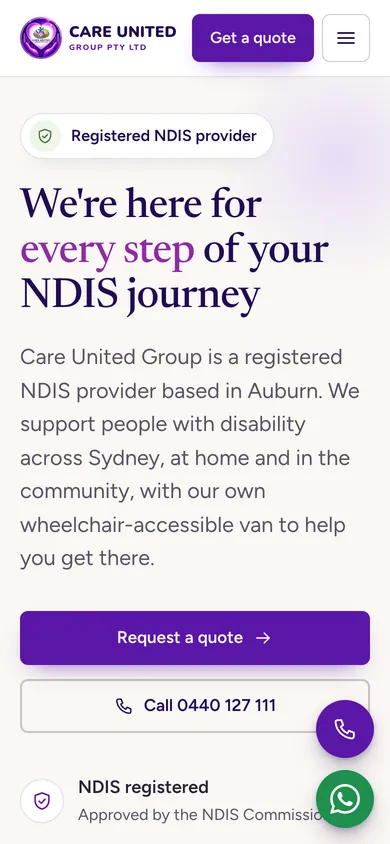 CARE UNITED
GROUP PTY LTD
Get a quote
Registered NDIS provider
We're here for
every step of your
NDIS journey
Care United Group is a registered
NDIS provider based in Auburn. We
support people with disability
across Sydney, at home and in the
community, with our own
wheelchair-accessible van to help
you get there.
Request a quote
Call 0440 127 111
NDIS registered
Approved by the NDIS